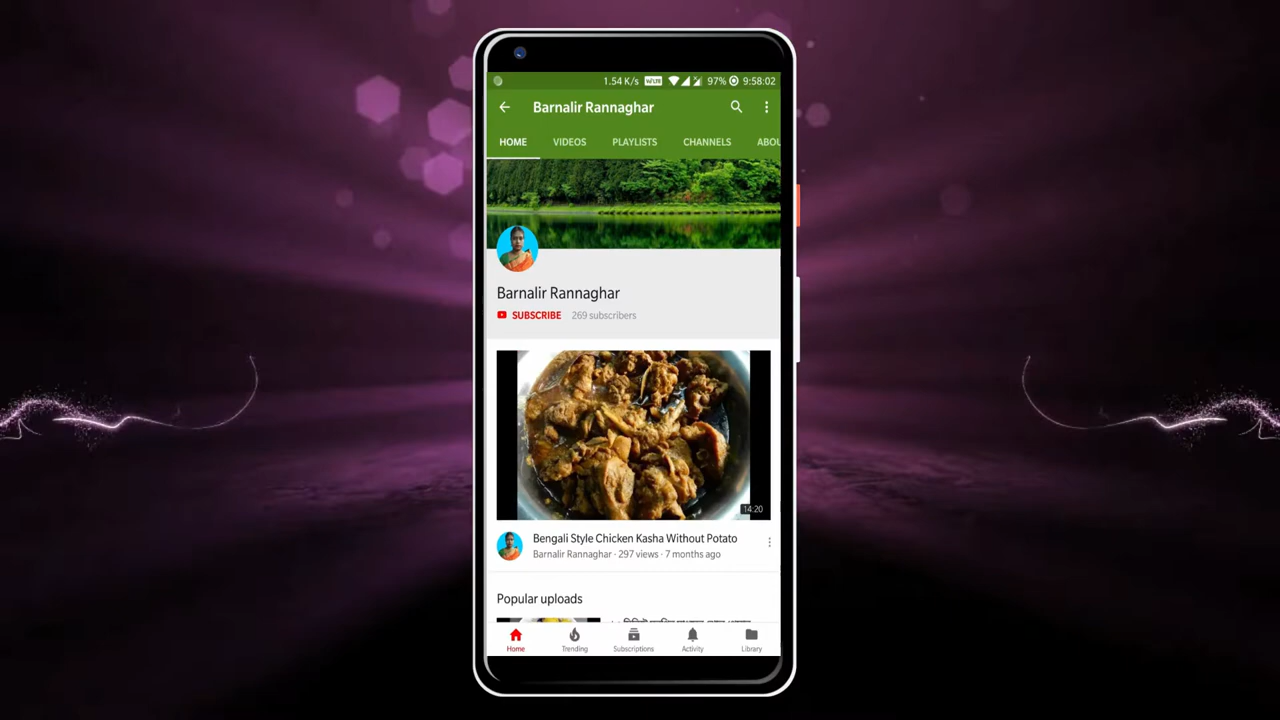 1.54 K/s VoLTE 97% 9:58:02
Barnalir Rannaghar
HOME VIDEOS PLAYLISTS CHANNELS ABOU
Barnalir Rannaghar
SUBSCRIBE 269 subscribers
14:20
Bengali Style Chicken Kasha Without Potato
Barnalir Rannaghar · 297 views · 7 months ago
Popular uploads
Home Trending Subscriptions Activity Library